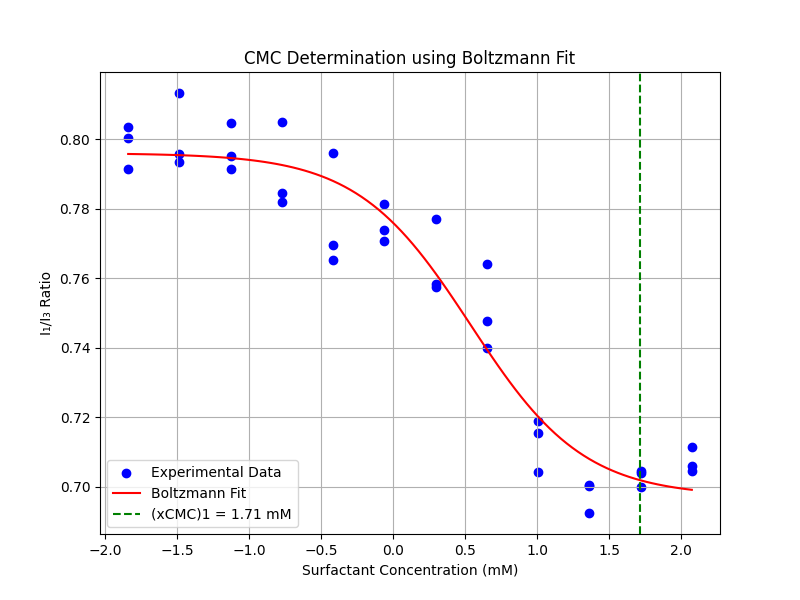 CMC Determination using Boltzmann Fit
I₁/I₃ Ratio
0.80
0.78
0.76
0.74
0.72
0.70
Experimental Data
Boltzmann Fit
(xCMC)1 = 1.71 mM
−2.0 −1.5 −1.0 −0.5 0.0 0.5 1.0 1.5 2.0
Surfactant Concentration (mM)